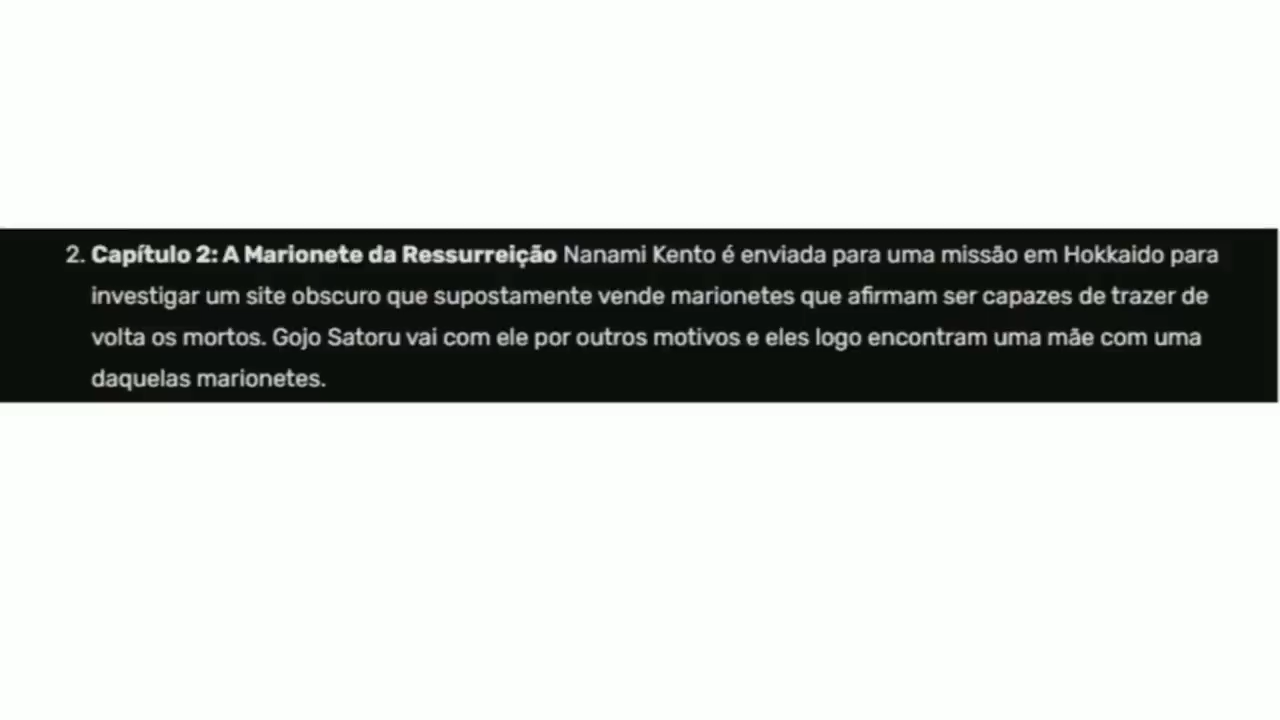 2. Capítulo 2: A Marionete da Ressurreição Nanami Kento é enviada para uma missão em Hokkaido para
investigar um site obscuro que supostamente vende marionetes que afirmam ser capazes de trazer de
volta os mortos. Gojo Satoru vai com ele por outros motivos e eles logo encontram uma mãe com uma
daquelas marionetes.